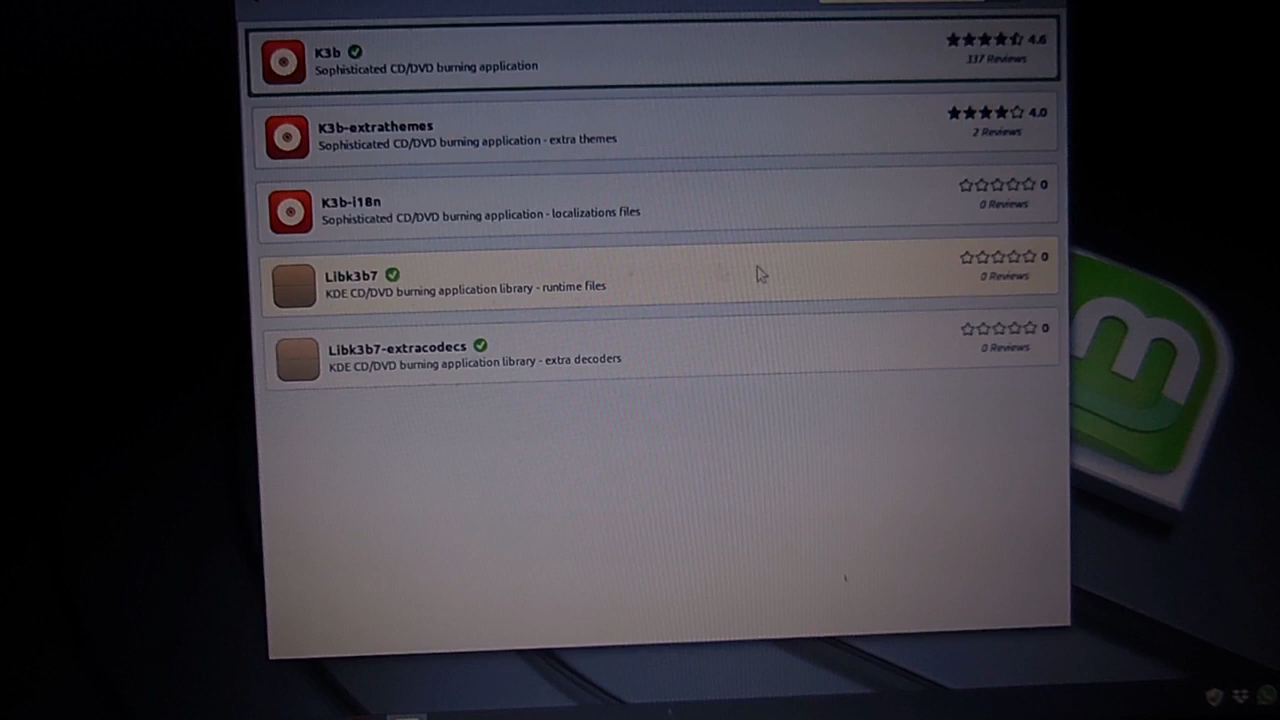 K3b
Sophisticated CD/DVD burning application
4.6
337 Reviews
K3b-extrathemes
Sophisticated CD/DVD burning application - extra themes
4.0
2 Reviews
K3b-i18n
Sophisticated CD/DVD burning application - localizations files
0
0 Reviews
Libk3b7
KDE CD/DVD burning application library - runtime files
0
0 Reviews
Libk3b7-extracodecs
KDE CD/DVD burning application library - extra decoders
0
0 Reviews